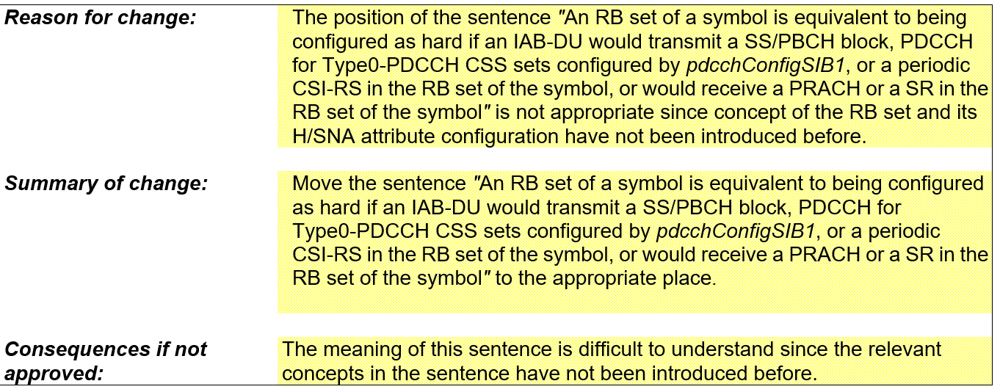 Reason for change:
The position of the sentence "An RB set of a symbol is equivalent to being
configured as hard if an IAB-DU would transmit a SS/PBCH block, PDCCH
for Type0-PDCCH CSS sets configured by pdcchConfigSIB1, or a periodic
CSI-RS in the RB set of the symbol, or would receive a PRACH or a SR in the
RB set of the symbol" is not appropriate since concept of the RB set and its
H/SNA attribute configuration have not been introduced before.
Summary of change:
Move the sentence "An RB set of a symbol is equivalent to being configured
as hard if an IAB-DU would transmit a SS/PBCH block, PDCCH for
Type0-PDCCH CSS sets configured by pdcchConfigSIB1, or a periodic
CSI-RS in the RB set of the symbol, or would receive a PRACH or a SR in the
RB set of the symbol" to the appropriate place.
Consequences if not
approved:
The meaning of this sentence is difficult to understand since the relevant
concepts in the sentence have not been introduced before.